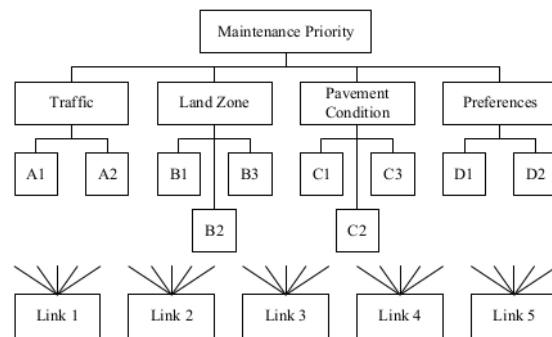 Maintenance Priority
Traffic
Land Zone
Pavement
Condition
Preferences
A1
A2
B1
B3
C1
C3
D1
D2
B2
C2
Link 1
Link 2
Link 3
Link 4
Link 5